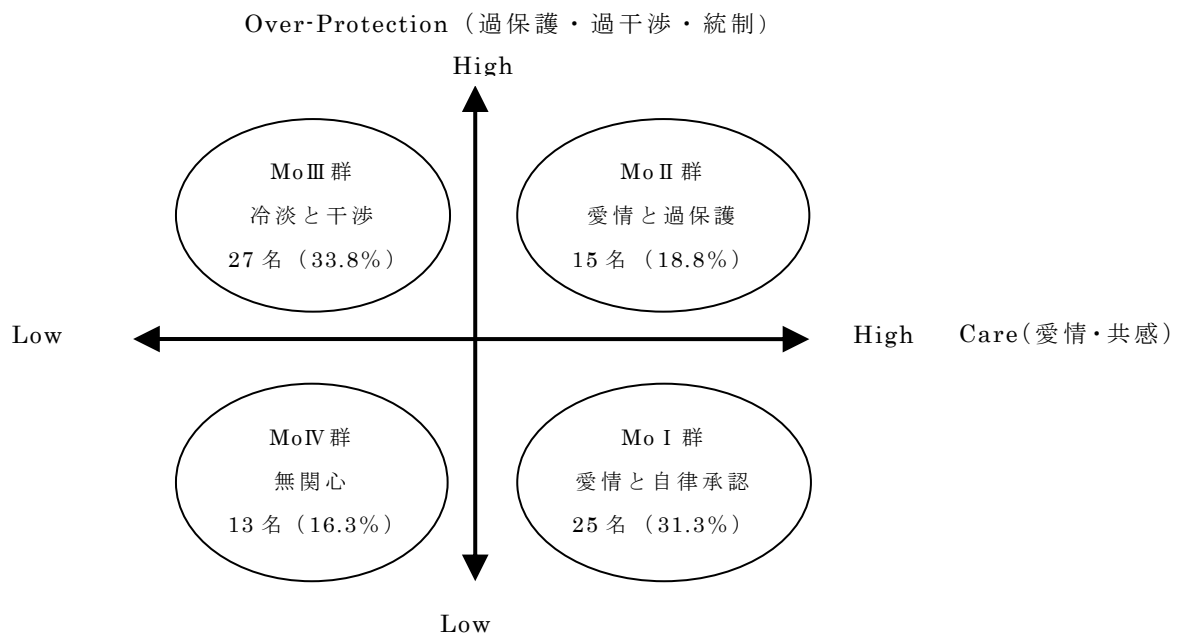 Over-Protection（過保護・過干渉・統制）
High
MoⅢ群
冷淡と干渉
27名（33.8%）
MoⅡ群
愛情と過保護
15名（18.8%）
Low
High
Care(愛情・共感)
MoⅣ群
無関心
13名（16.3%）
MoⅠ群
愛情と自律承認
25名（31.3%）
Low